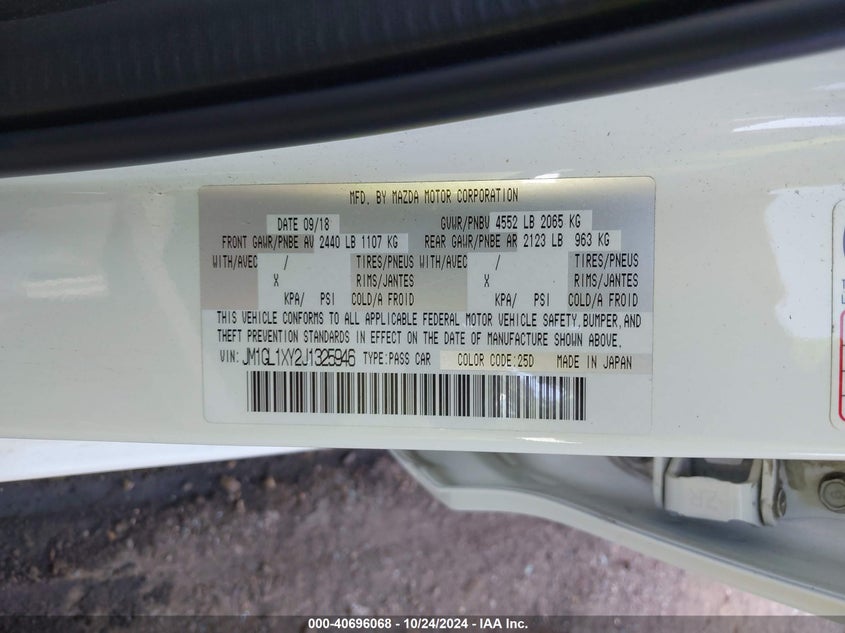 MFD. BY MAZDA MOTOR CORPORATION
DATE 09/18 GVWR/PNBV 4552 LB 2065 KG
FRONT GAWR/PNBE AV 2440 LB 1107 KG REAR GAWR/PNBE AR 2123 LB 963 KG
WITH/AVEC / TIRES/PNEUS WITH/AVEC / TIRES/PNEUS
X RIMS/JANTES X RIMS/JANTES
KPA/ PSI COLD/A FROID KPA/ PSI COLD/A FROID
THIS VEHICLE CONFORMS TO ALL APPLICABLE FEDERAL MOTOR VEHICLE SAFETY, BUMPER, AND
THEFT PREVENTION STANDARDS IN EFFECT ON THE DATE OF MANUFACTURE SHOWN ABOVE.
VIN: JM1GL1XY2J1325946 TYPE:PASS CAR COLOR CODE:25D MADE IN JAPAN
ZR
000-40696068 - 10/24/2024 - IAA Inc.